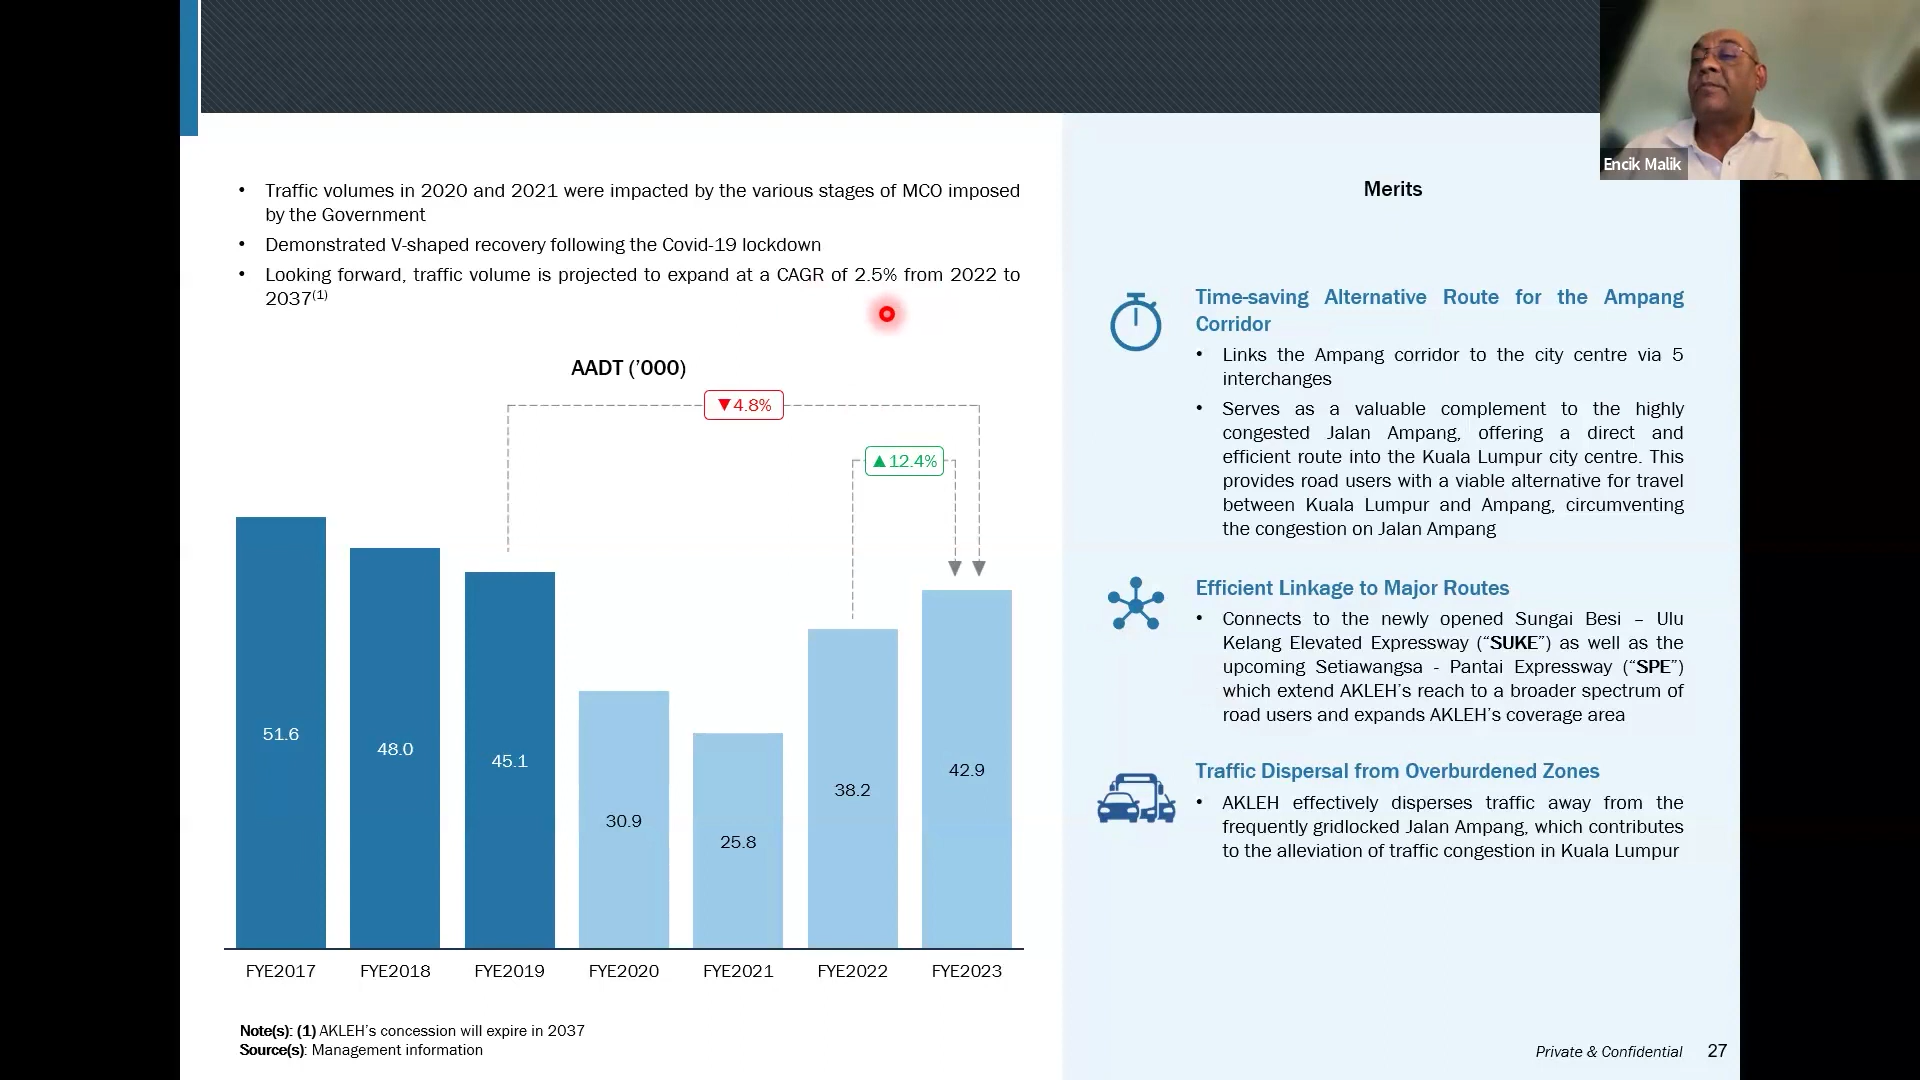 Encik Malik
• Traffic volumes in 2020 and 2021 were impacted by the various stages of MCO imposed
by the Government
• Demonstrated V-shaped recovery following the Covid-19 lockdown
• Looking forward, traffic volume is projected to expand at a CAGR of 2.5% from 2022 to
2037(1)
AADT (’000)
▼4.8%
▲12.4%
51.6
48.0
45.1
30.9
25.8
38.2
42.9
FYE2017
FYE2018
FYE2019
FYE2020
FYE2021
FYE2022
FYE2023
Note(s): (1) AKLEH’s concession will expire in 2037
Source(s): Management information
Merits
Time-saving Alternative Route for the Ampang
Corridor
• Links the Ampang corridor to the city centre via 5
interchanges
• Serves as a valuable complement to the highly
congested Jalan Ampang, offering a direct and
efficient route into the Kuala Lumpur city centre. This
provides road users with a viable alternative for travel
between Kuala Lumpur and Ampang, circumventing
the congestion on Jalan Ampang
Efficient Linkage to Major Routes
• Connects to the newly opened Sungai Besi – Ulu
Kelang Elevated Expressway (“SUKE”) as well as the
upcoming Setiawangsa - Pantai Expressway (“SPE”)
which extend AKLEH’s reach to a broader spectrum of
road users and expands AKLEH’s coverage area
Traffic Dispersal from Overburdened Zones
• AKLEH effectively disperses traffic away from the
frequently gridlocked Jalan Ampang, which contributes
to the alleviation of traffic congestion in Kuala Lumpur
Private & Confidential
27